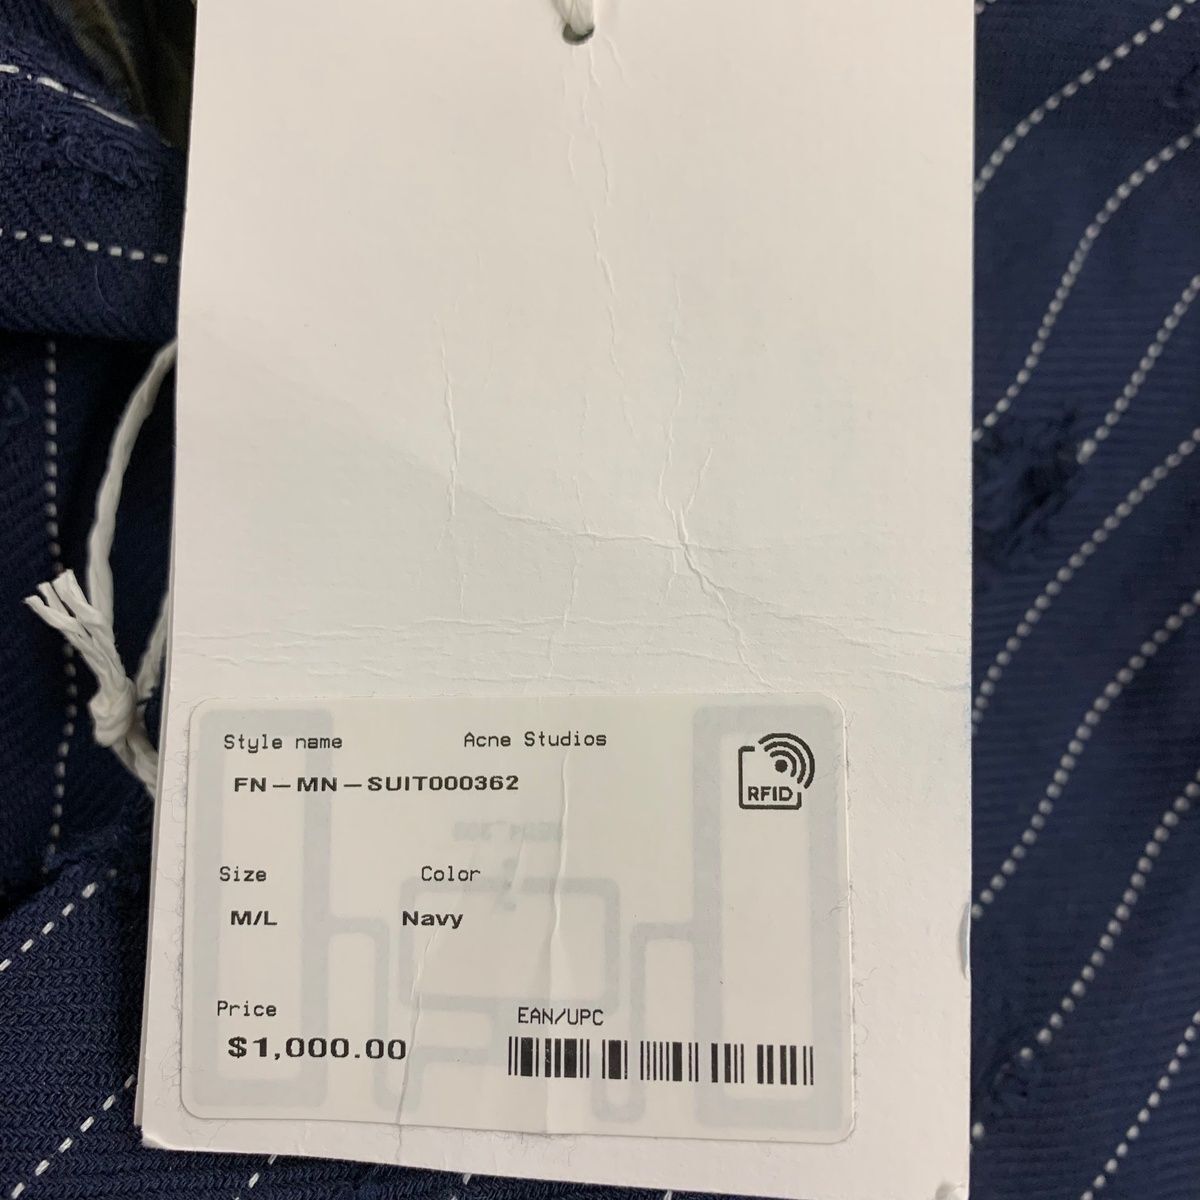 Style name Acne Studios
FN-MN-SUIT000362
RFID
Size Color
M/L Navy
Price EAN/UPC
$1,000.00